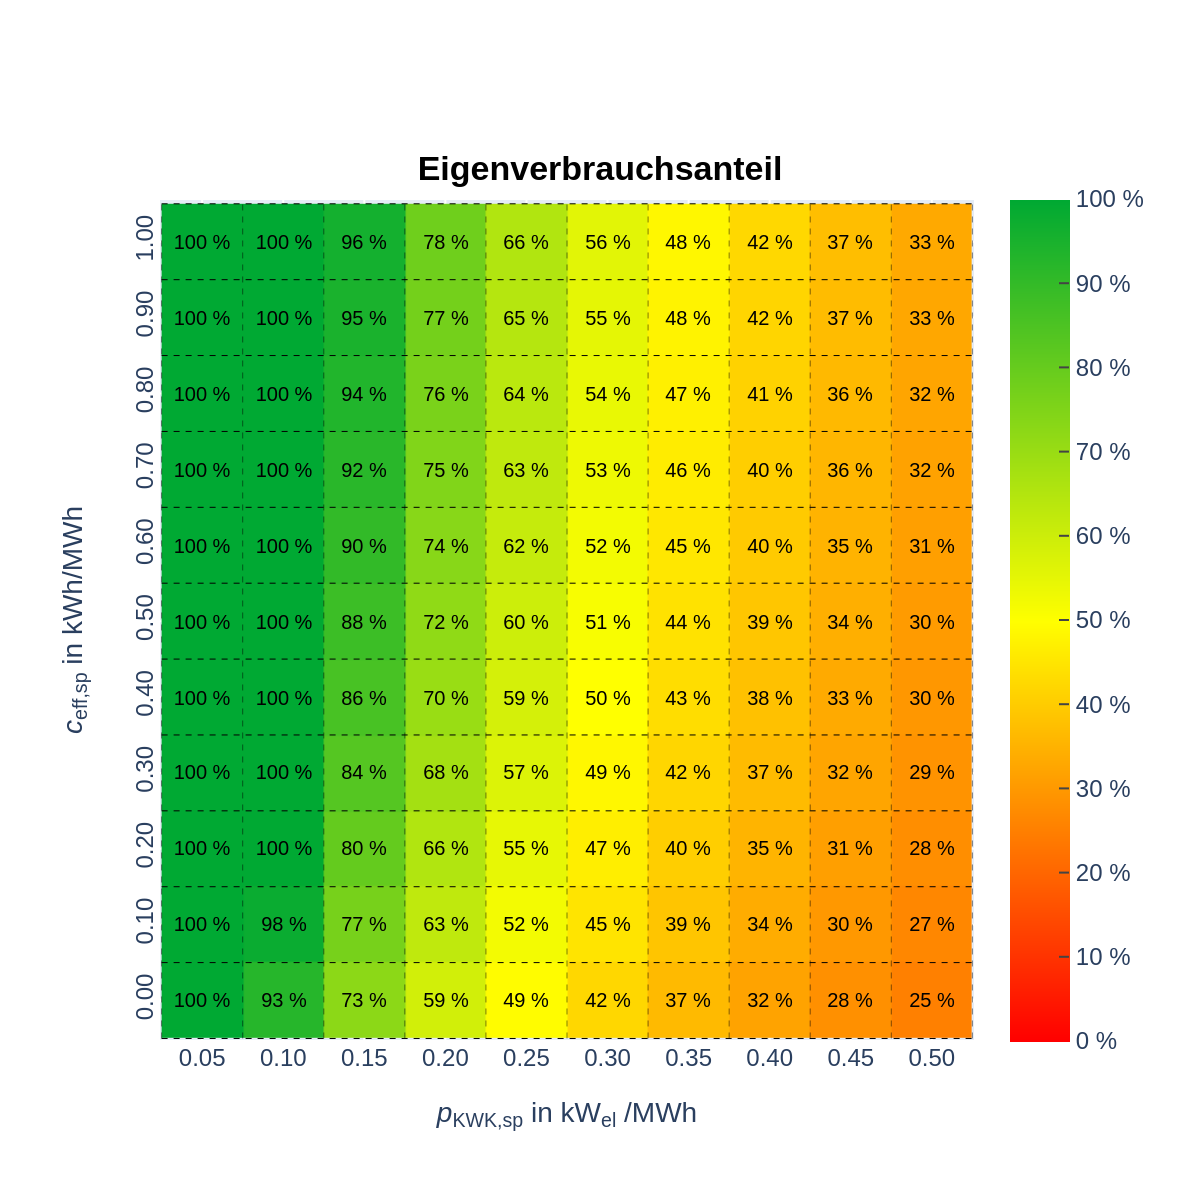 Eigenverbrauchsanteil
1.00 100 % 100 % 96 % 78 % 66 % 56 % 48 % 42 % 37 % 33 %
0.90 100 % 100 % 95 % 77 % 65 % 55 % 48 % 42 % 37 % 33 %
0.80 100 % 100 % 94 % 76 % 64 % 54 % 47 % 41 % 36 % 32 %
0.70 100 % 100 % 92 % 75 % 63 % 53 % 46 % 40 % 36 % 32 %
0.60 100 % 100 % 90 % 74 % 62 % 52 % 45 % 40 % 35 % 31 %
0.50 100 % 100 % 88 % 72 % 60 % 51 % 44 % 39 % 34 % 30 %
0.40 100 % 100 % 86 % 70 % 59 % 50 % 43 % 38 % 33 % 30 %
0.30 100 % 100 % 84 % 68 % 57 % 49 % 42 % 37 % 32 % 29 %
0.20 100 % 100 % 80 % 66 % 55 % 47 % 40 % 35 % 31 % 28 %
0.10 100 % 98 % 77 % 63 % 52 % 45 % 39 % 34 % 30 % 27 %
0.00 100 % 93 % 73 % 59 % 49 % 42 % 37 % 32 % 28 % 25 %
0.05 0.10 0.15 0.20 0.25 0.30 0.35 0.40 0.45 0.50
pKWK,sp in kWel /MWh
ceff,sp in kWh/MWh
100 %
90 %
80 %
70 %
60 %
50 %
40 %
30 %
20 %
10 %
0 %